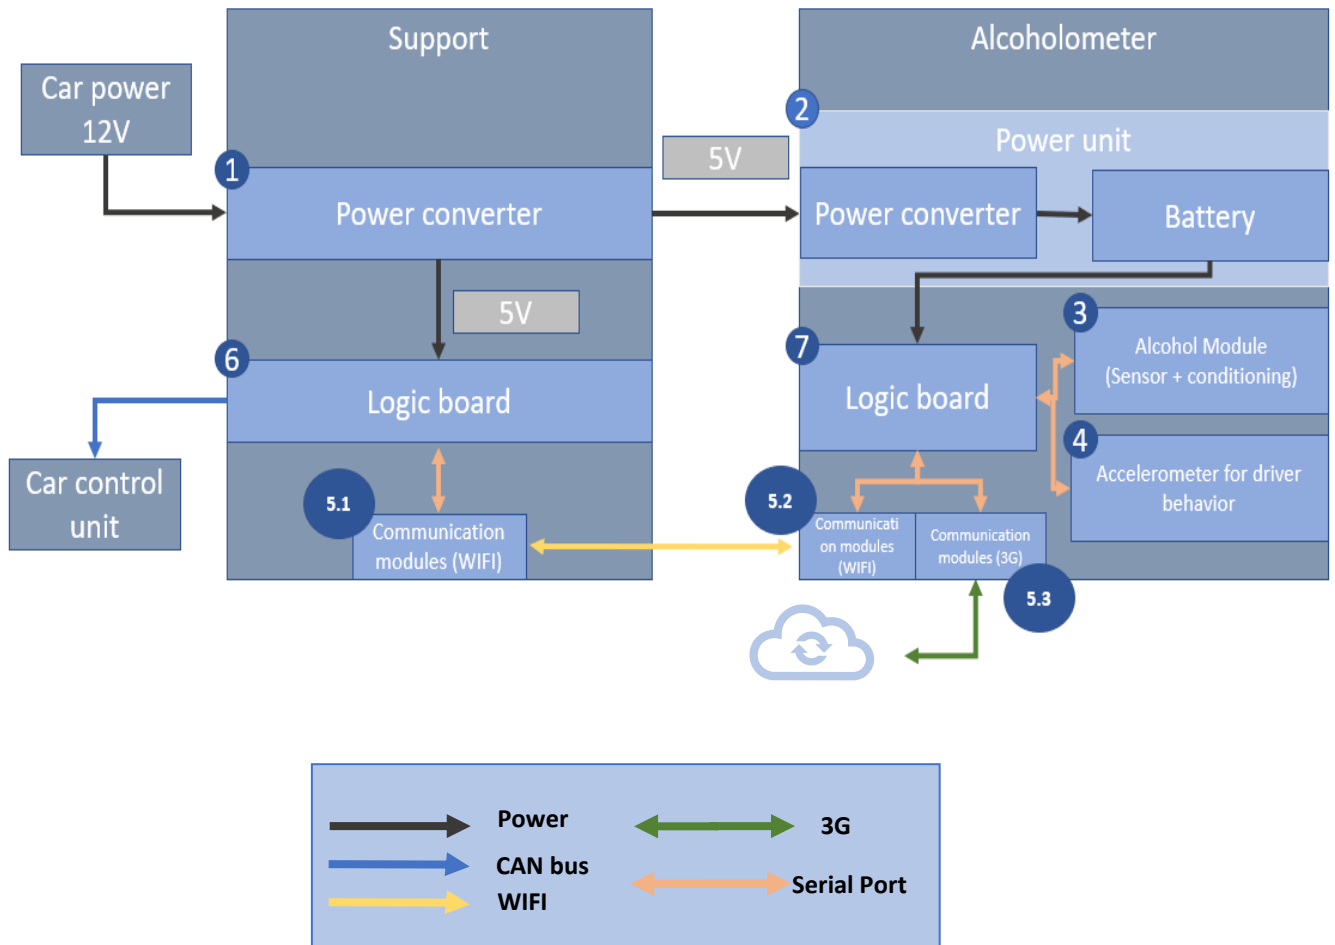 Support
Alcoholometer
Car power
12V
2
Power unit
5V
1
Power converter
Power converter
Battery
5V
3
Alcohol Module
(Sensor + conditioning)
6
Logic board
7
Logic board
4
Accelerometer for driver
behavior
Car control
unit
5.1
Communication
modules (WIFI)
5.2
Communicati
on modules
(WIFI)
Communication
modules (3G)
5.3
Power
3G
CAN bus
Serial Port
WIFI